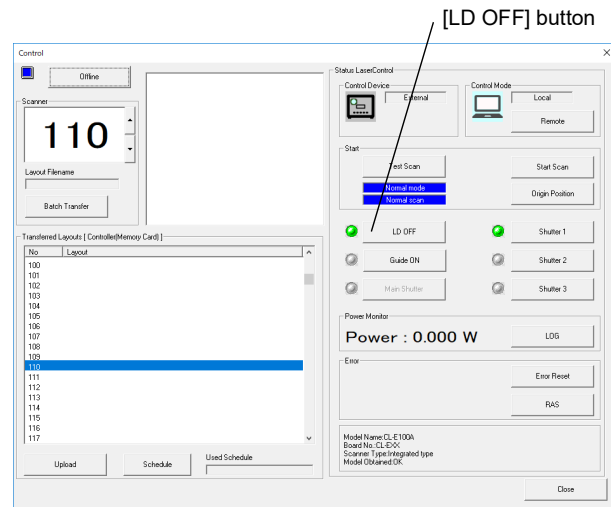 [LD OFF] button
Control
Offline
Scanner
110
Layout Filename
Batch Transfer
Transferred Layouts [ Controller(Memory Card) ]
No Layout
100
101
102
103
104
105
106
107
108
109
110
111
112
113
114
115
116
117
Upload
Schedule
Used Schedule
Status LaserControl
Control Device
External
Control Mode
Local
Remote
Start
Test Scan
Start Scan
Normal mode
Normal scan
Origin Position
LD OFF
Shutter 1
Guide ON
Shutter 2
Main Shutter
Shutter 3
Power Monitor
Power : 0.000 W
LOG
Error
Error Reset
RAS
Model Name:CL-E100A
Board No.:CL-EXX
Scanner Type:Integrated type
Model Obtained:OK
Close